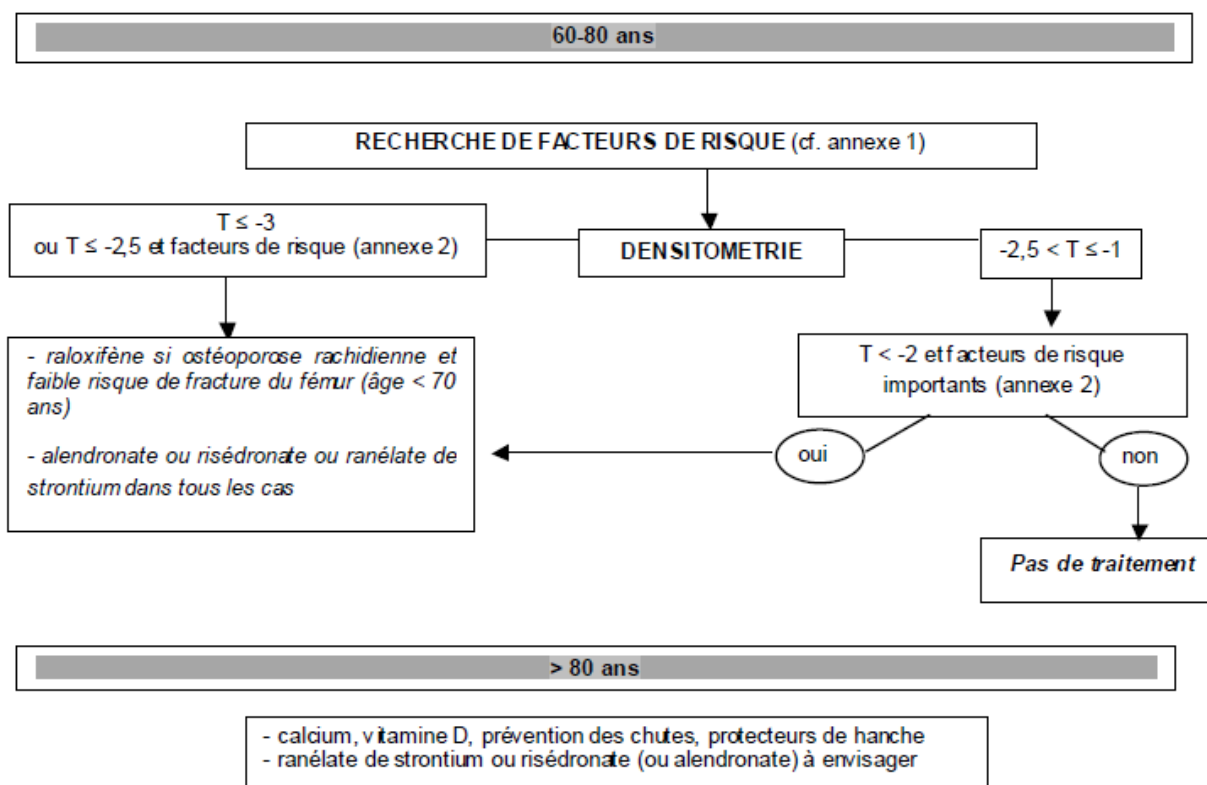 60-80 ans
RECHERCHE DE FACTEURS DE RISQUE (cf. annexe 1)
T ≤ -3
ou T ≤ -2,5 et facteurs de risque (annexe 2)
DENSITOMETRIE
-2,5 < T ≤ -1
- raloxifène si ostéoporose rachidienne et
faible risque de fracture du fémur (âge < 70
ans)
- alendronate ou risédronate ou ranélate de
strontium dans tous les cas
T < -2 et facteurs de risque
importants (annexe 2)
oui
non
Pas de traitement
> 80 ans
- calcium, vitamine D, prévention des chutes, protecteurs de hanche
- ranélate de strontium ou risédronate (ou alendronate) à envisager